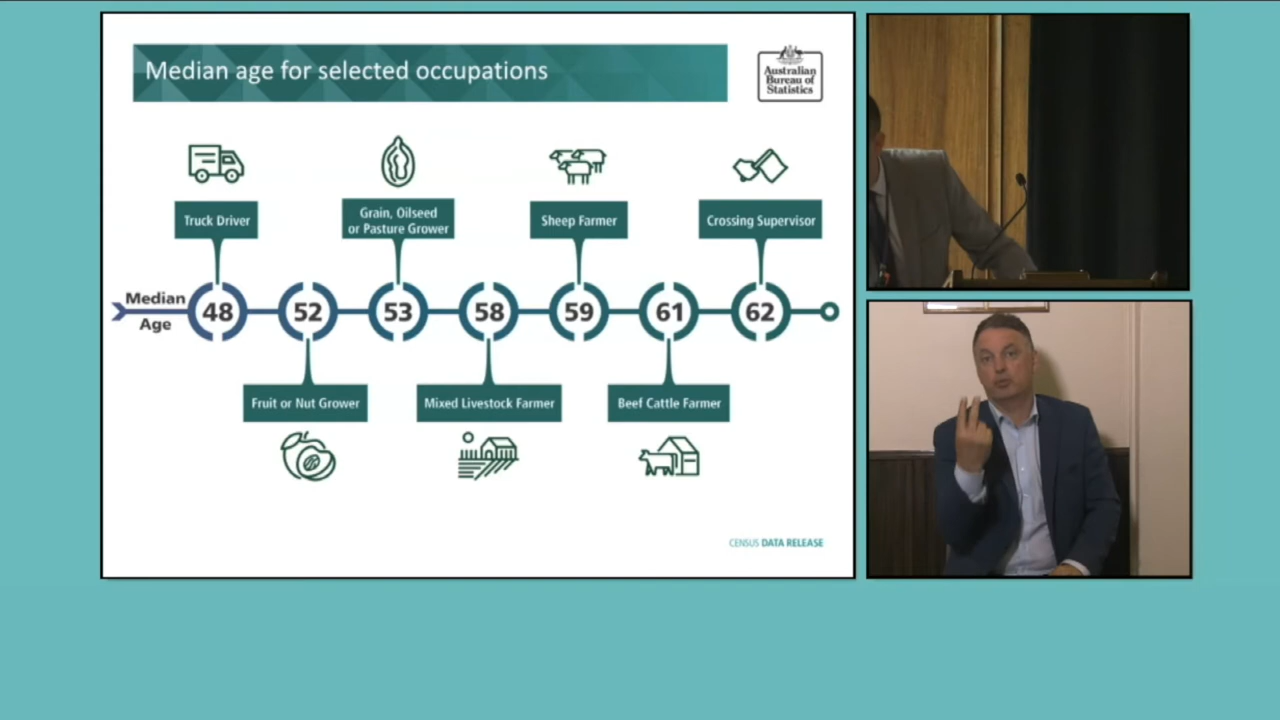 Median age for selected occupations
Australian
Bureau of
Statistics
Truck Driver
Grain, Oilseed
or Pasture Grower
Sheep Farmer
Crossing Supervisor
Median
Age
48
52
53
58
59
61
62
Fruit or Nut Grower
Mixed Livestock Farmer
Beef Cattle Farmer
CENSUS DATA RELEASE